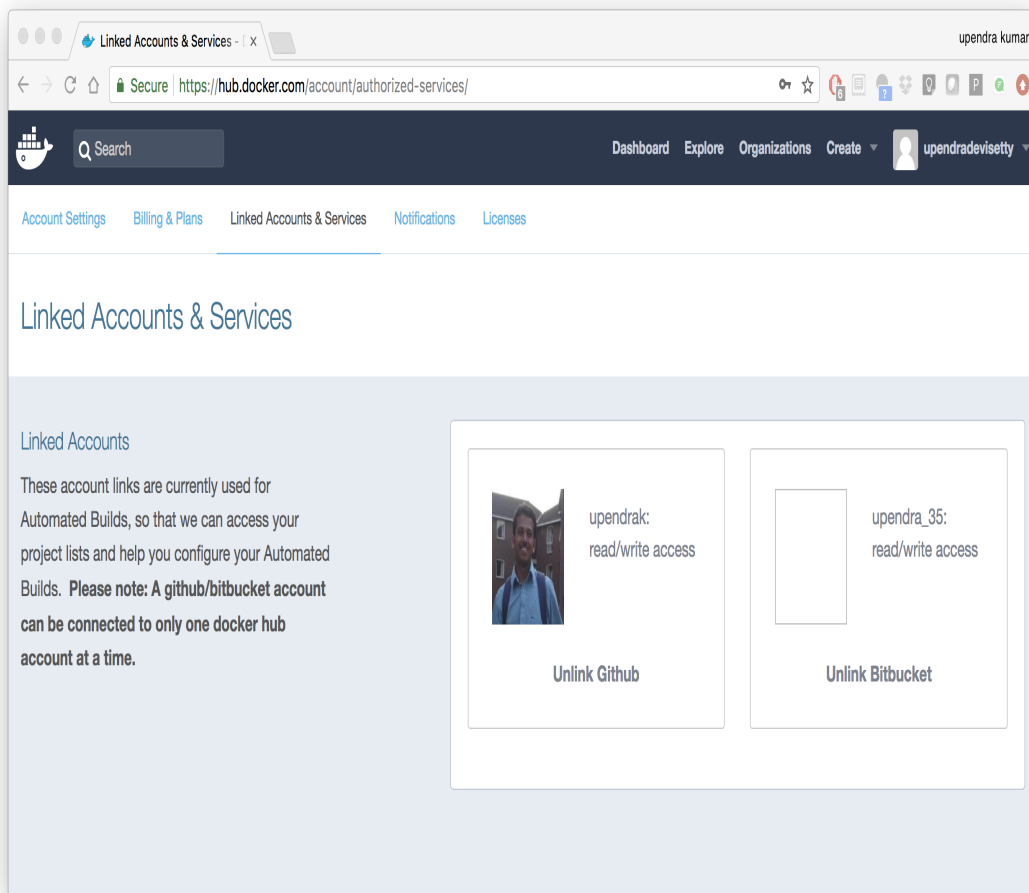 Linked Accounts & Services - 
upendra kumar
Secure https://hub.docker.com/account/authorized-services/
6 ? P
Search
Dashboard Explore Organizations Create upendradevisetty
Account Settings Billing & Plans Linked Accounts & Services Notifications Licenses
Linked Accounts & Services
Linked Accounts
These account links are currently used for
Automated Builds, so that we can access your
project lists and help you configure your Automated
Builds. Please note: A github/bitbucket account
can be connected to only one docker hub
account at a time.
upendrak:
read/write access
Unlink Github
upendra_35:
read/write access
Unlink Bitbucket